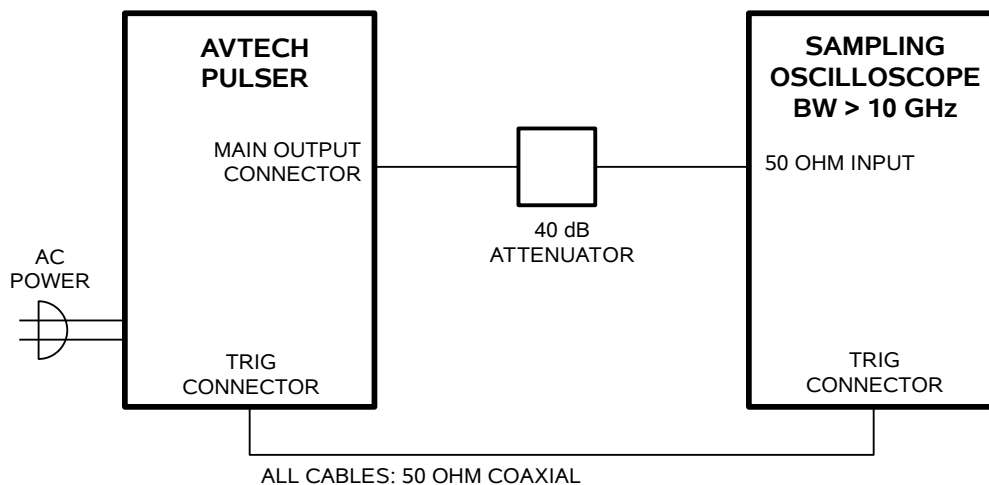 AVTECH
PULSER
MAIN OUTPUT
CONNECTOR
AC
POWER
TRIG
CONNECTOR
40 dB
ATTENUATOR
SAMPLING
OSCILLOSCOPE
BW > 10 GHz
50 OHM INPUT
TRIG
CONNECTOR
ALL CABLES: 50 OHM COAXIAL